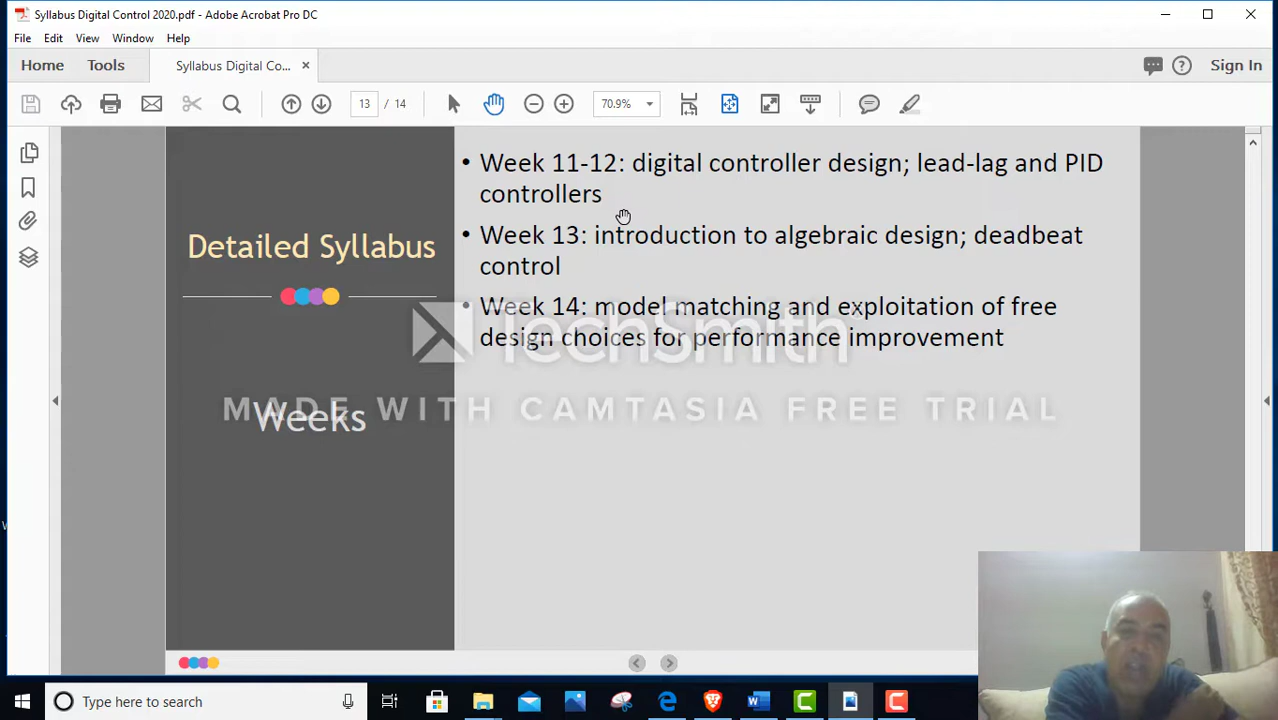 Syllabus Digital Control 2020.pdf - Adobe Acrobat Pro DC
File Edit View Window Help
Home Tools Syllabus Digital Co... × Sign In
13 / 14 70.9%
• Week 11-12: digital controller design; lead-lag and PID
controllers
Detailed Syllabus
• Week 13: introduction to algebraic design; deadbeat
control
• Week 14: model matching and exploitation of free
design choices for performance improvement
TechSmith
MADE WITH CAMTASIA FREE TRIAL
Weeks
Type here to search